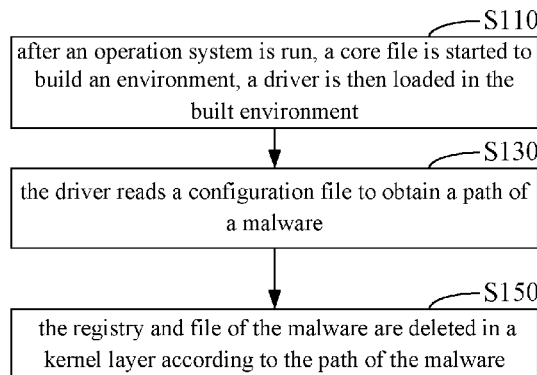 S110
after an operation system is run, a core file is started to
build an environment, a driver is then loaded in the
built environment
S130
the driver reads a configuration file to obtain a path of
a malware
S150
the registry and file of the malware are deleted in a
kernel layer according to the path of the malware